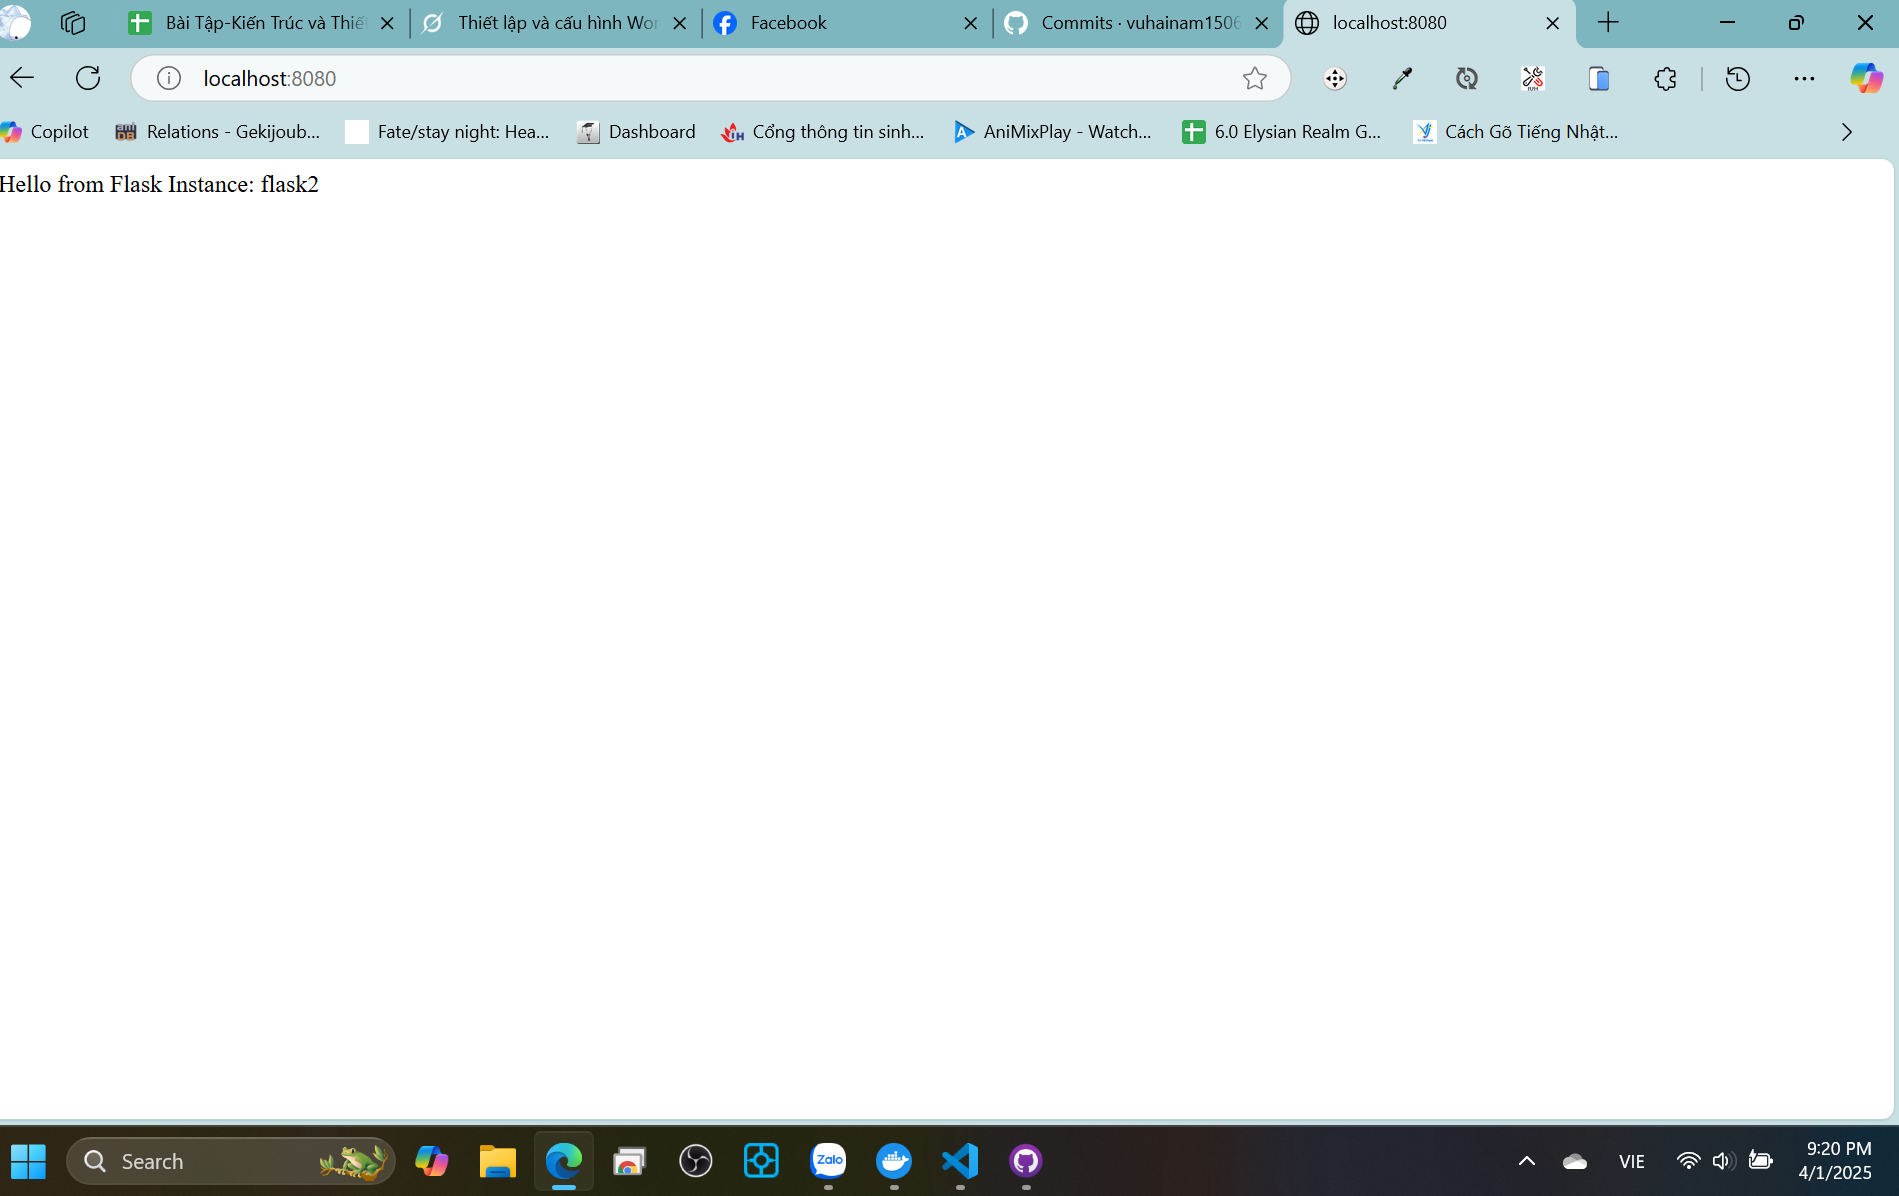 Bài Tập-Kiến Trúc và Thiế
Thiết lập và cấu hình Wor
Facebook
Commits · vuhainam1506
localhost:8080
localhost:8080
Copilot
Relations - Gekijoub...
Fate/stay night: Hea...
Dashboard
Cổng thông tin sinh...
AniMixPlay - Watch...
6.0 Elysian Realm G...
Cách Gõ Tiếng Nhật...
Hello from Flask Instance: flask2
Search
Zalo
VIE
9:20 PM
4/1/2025